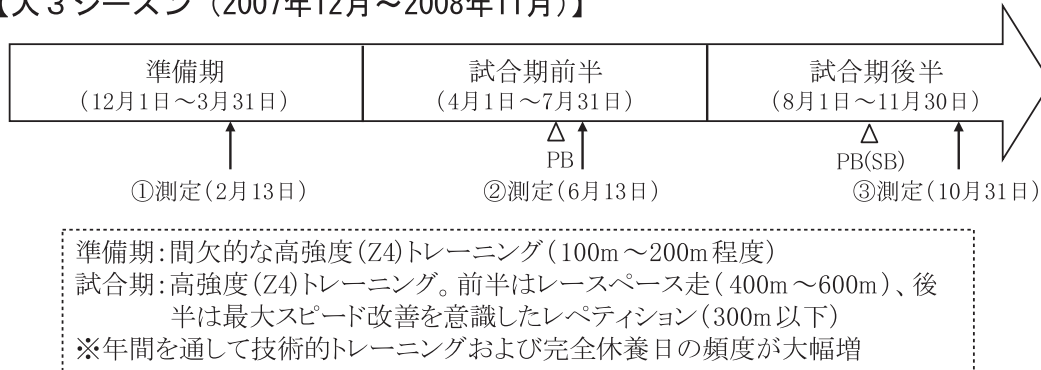 【大３シーズン（2007年12月～2008年11月）】
準備期
（12月1日～3月31日）
試合期前半
（4月1日～7月31日）
試合期後半
（8月1日～11月30日）
PB
PB(SB)
①測定（2月13日）
②測定（6月13日）
③測定（10月31日）
準備期：間欠的な高強度（Z4）トレーニング（100m～200m程度）
試合期：高強度（Z4）トレーニング。前半はレースペース走（400m～600m）、後
半は最大スピード改善を意識したレペティション（300m以下）
※年間を通して技術的トレーニングおよび完全休養日の頻度が大幅増